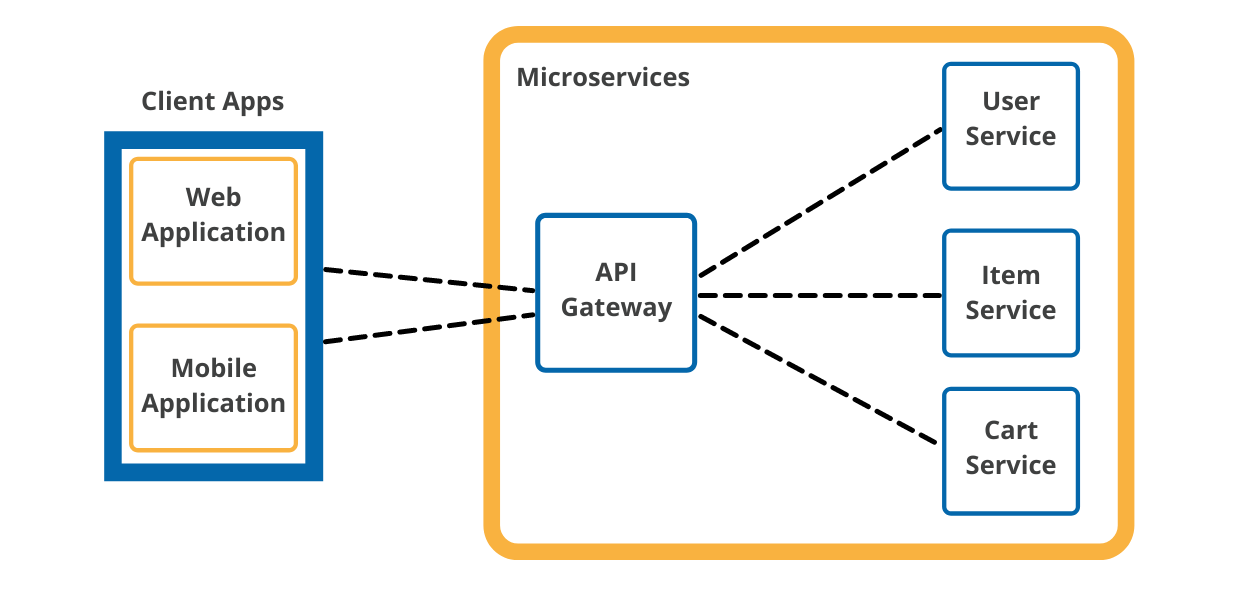 Client Apps
Web
Application
Mobile
Application
Microservices
API
Gateway
User
Service
Item
Service
Cart
Service